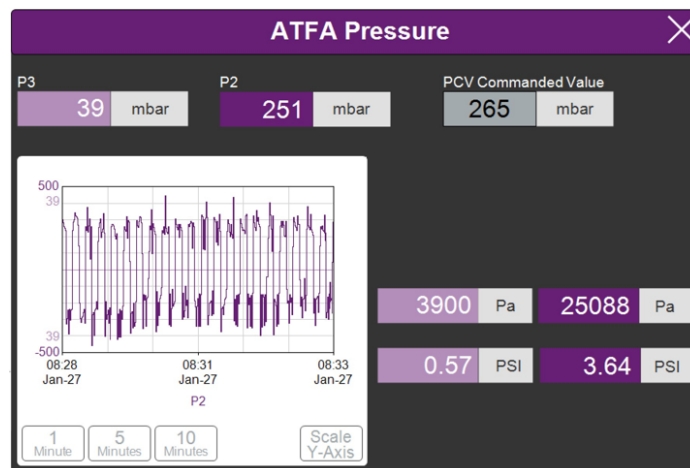 ATFA Pressure
P3
P2
PCV Commanded Value
39 mbar
251 mbar
265 mbar
500
39
39
-500
08:28
Jan-27
08:31
Jan-27
08:33
Jan-27
P2
3900 Pa
25088 Pa
0.57 PSI
3.64 PSI
1
Minute
5
Minutes
10
Minutes
Scale
Y-Axis